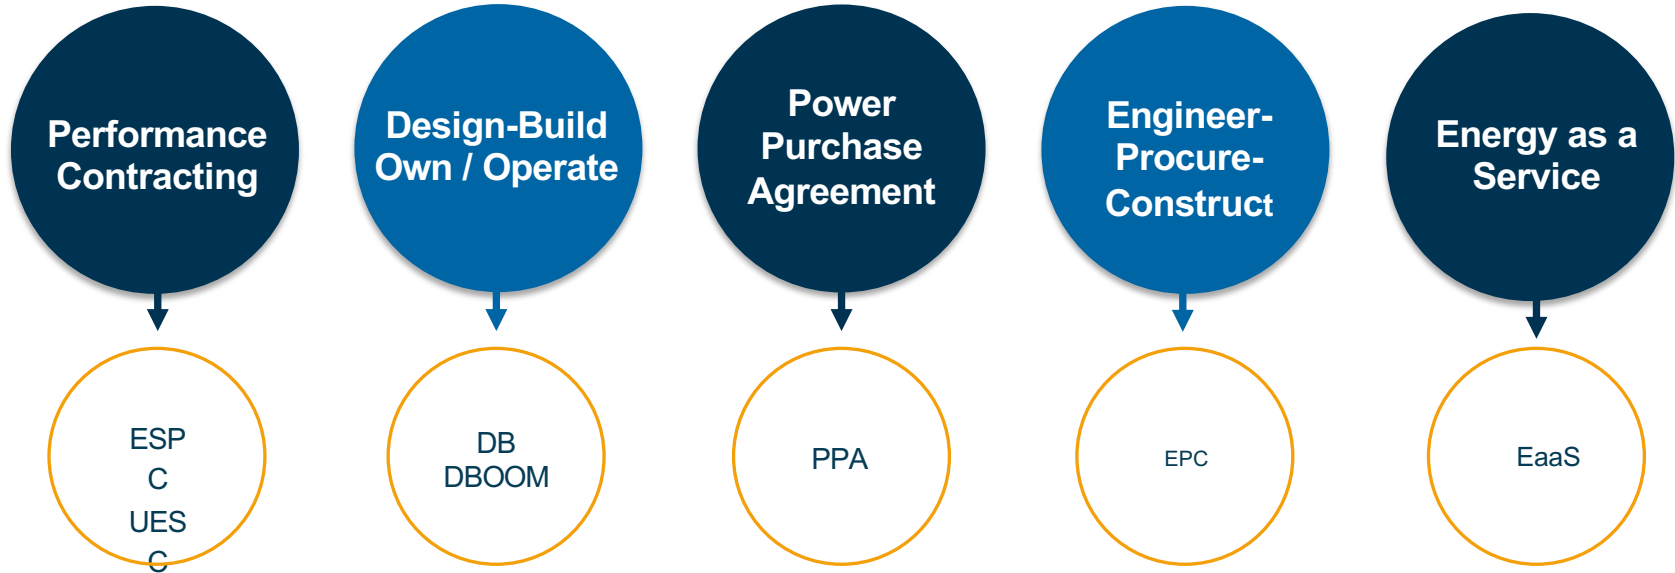 Performance
Contracting
Design-Build
Own / Operate
Power
Purchase
Agreement
Engineer-
Procure-
Construct
Energy as a
Service
ESP
C
UES
C
DB
DBOOM
PPA
EPC
EaaS